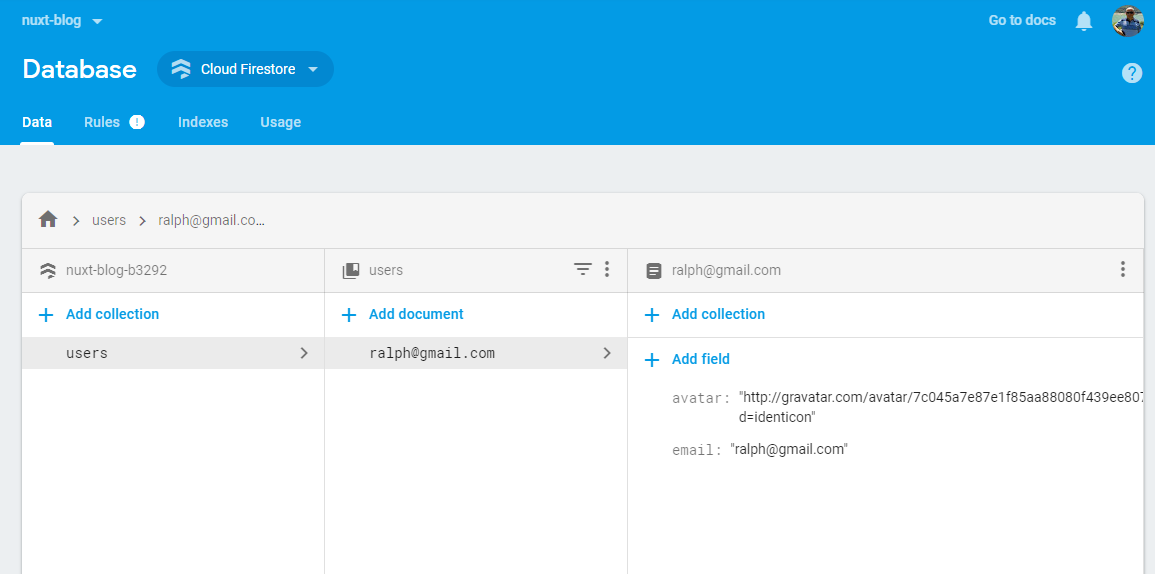 nuxt-blog
Go to docs
Database
Cloud Firestore
Data
Rules
Indexes
Usage
users
ralph@gmail.co...
nuxt-blog-b3292
users
ralph@gmail.com
Add collection
Add document
Add collection
users
ralph@gmail.com
Add field
avatar: "http://gravatar.com/avatar/7c045a7e87e1f85aa88080f439ee807
d=identicon"
email: "ralph@gmail.com"